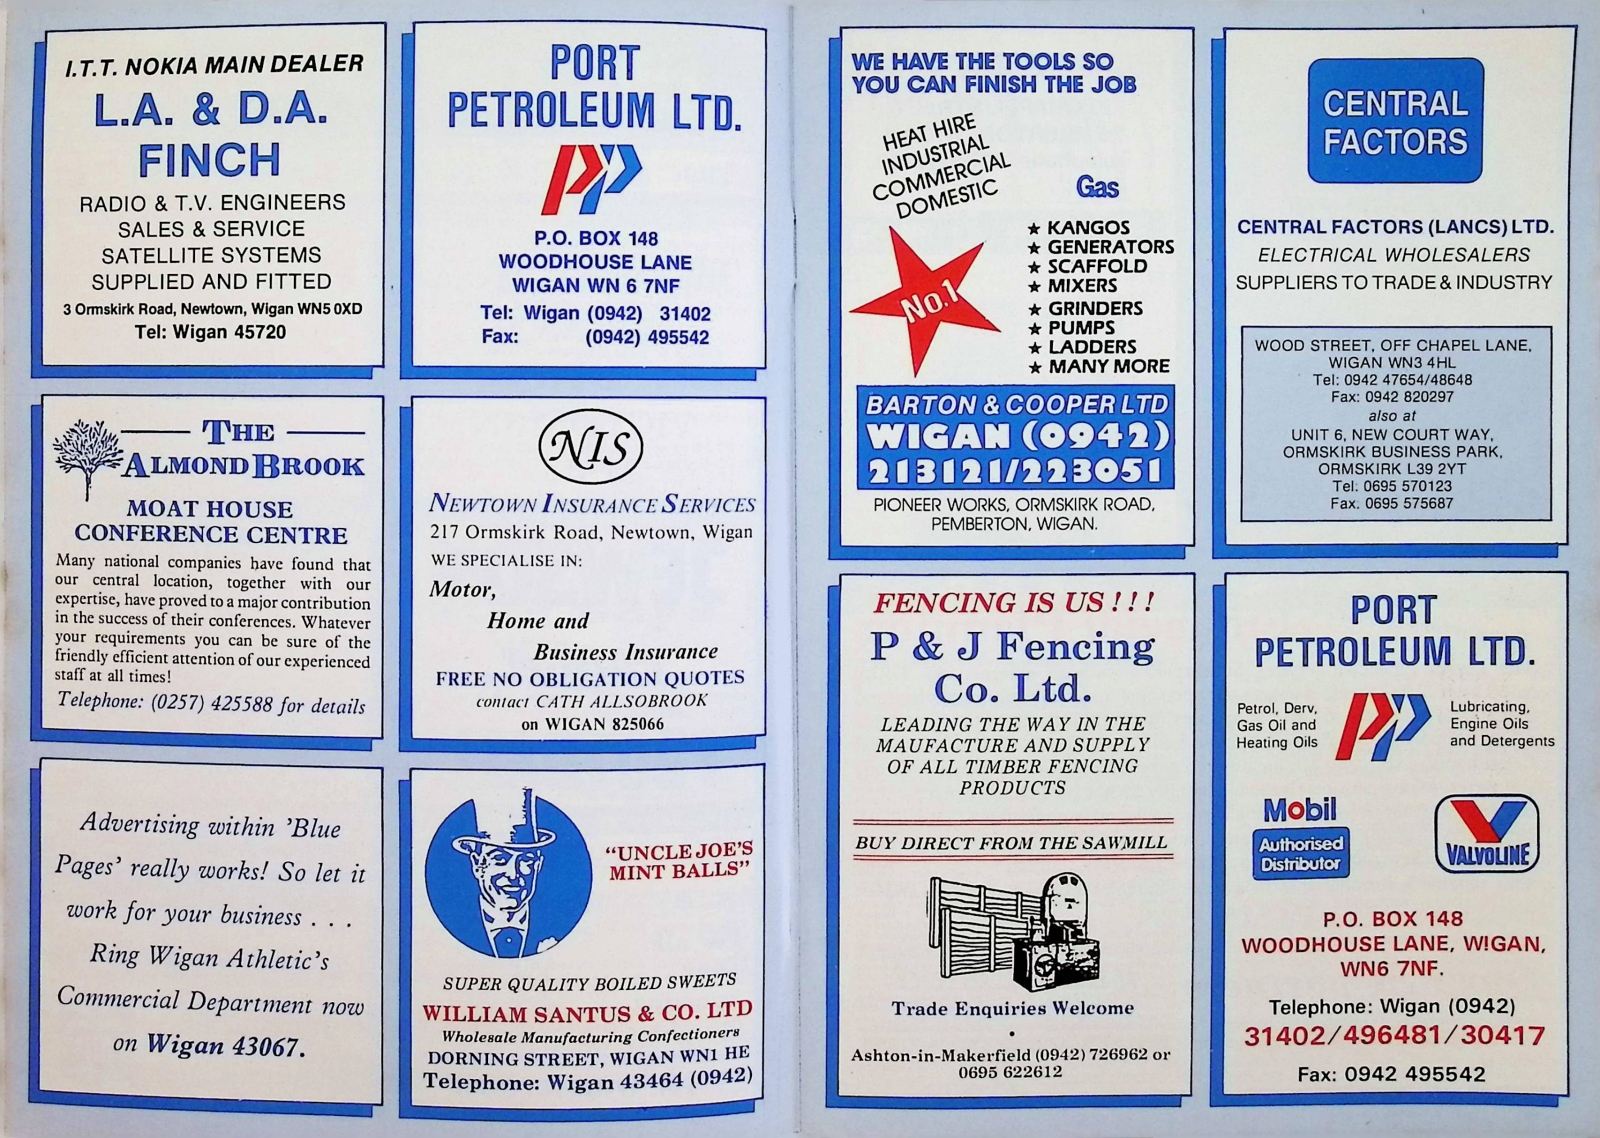 I.T.T. NOKIA MAIN DEALER
L.A. & D.A.
FINCH
RADIO & T.V. ENGINEERS
SALES & SERVICE
SATELLITE SYSTEMS
SUPPLIED AND FITTED
3 Ormskirk Road, Newtown, Wigan WN5 0XD
Tel: Wigan 45720
PORT
PETROLEUM LTD.
P.O. BOX 148
WOODHOUSE LANE
WIGAN WN 6 7NF
Tel: Wigan (0942) 31402
Fax: (0942) 495542
THE
ALMOND BROOK
MOAT HOUSE
CONFERENCE CENTRE
Many national companies have found that
our central location, together with our
expertise, have proved to a major contribution
in the success of their conferences. Whatever
your requirements you can be sure of the
friendly efficient attention of our experienced
staff at all times!
Telephone: (0257) 425588 for details
NIS
NEWTOWN INSURANCE SERVICES
217 Ormskirk Road, Newtown, Wigan
WE SPECIALISE IN:
Motor,
Home and
Business Insurance
FREE NO OBLIGATION QUOTES
contact CATH ALLSOBROOK
on WIGAN 825066
Advertising within 'Blue
Pages' really works! So let it
work for your business . . .
Ring Wigan Athletic's
Commercial Department now
on Wigan 43067.
"UNCLE JOE'S
MINT BALLS"
SUPER QUALITY BOILED SWEETS
WILLIAM SANTUS & CO. LTD
Wholesale Manufacturing Confectioners
DORNING STREET, WIGAN WN1 HE
Telephone: Wigan 43464 (0942)
WE HAVE THE TOOLS SO
YOU CAN FINISH THE JOB
HEAT HIRE
INDUSTRIAL
COMMERCIAL
DOMESTIC
Gas
No.1
★ KANGOS
★ GENERATORS
★ SCAFFOLD
★ MIXERS
★ GRINDERS
★ PUMPS
★ LADDERS
★ MANY MORE
BARTON & COOPER LTD
WIGAN (0942)
213121/223051
PIONEER WORKS, ORMSKIRK ROAD,
PEMBERTON, WIGAN.
CENTRAL
FACTORS
CENTRAL FACTORS (LANCS) LTD.
ELECTRICAL WHOLESALERS
SUPPLIERS TO TRADE & INDUSTRY
WOOD STREET, OFF CHAPEL LANE,
WIGAN WN3 4HL
Tel: 0942 47654/48648
Fax: 0942 820297
also at
UNIT 6, NEW COURT WAY,
ORMSKIRK BUSINESS PARK,
ORMSKIRK L39 2YT
Tel: 0695 570123
Fax: 0695 575687
FENCING IS US ! ! !
P & J Fencing
Co. Ltd.
LEADING THE WAY IN THE
MAUFACTURE AND SUPPLY
OF ALL TIMBER FENCING
PRODUCTS
BUY DIRECT FROM THE SAWMILL
Trade Enquiries Welcome
•
Ashton-in-Makerfield (0942) 726962 or
0695 622612
PORT
PETROLEUM LTD.
Petrol, Derv,
Gas Oil and
Heating Oils
Lubricating,
Engine Oils
and Detergents
Mobil
Authorised
Distributor
VALVOLINE
P.O. BOX 148
WOODHOUSE LANE, WIGAN,
WN6 7NF.
Telephone: Wigan (0942)
31402/496481/30417
Fax: 0942 495542